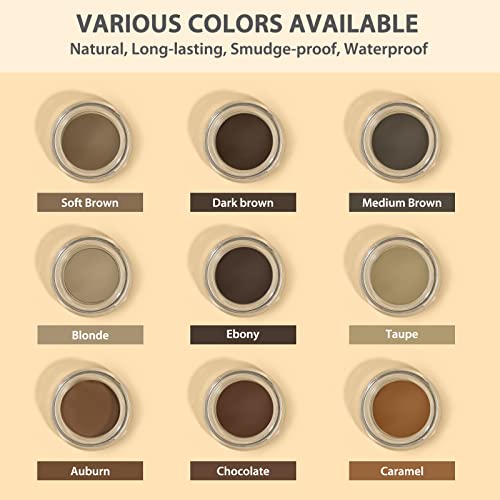 VARIOUS COLORS AVAILABLE
Natural, Long-lasting, Smudge-proof, Waterproof
Soft Brown
Dark brown
Medium Brown
Blonde
Ebony
Taupe
Auburn
Chocolate
Caramel